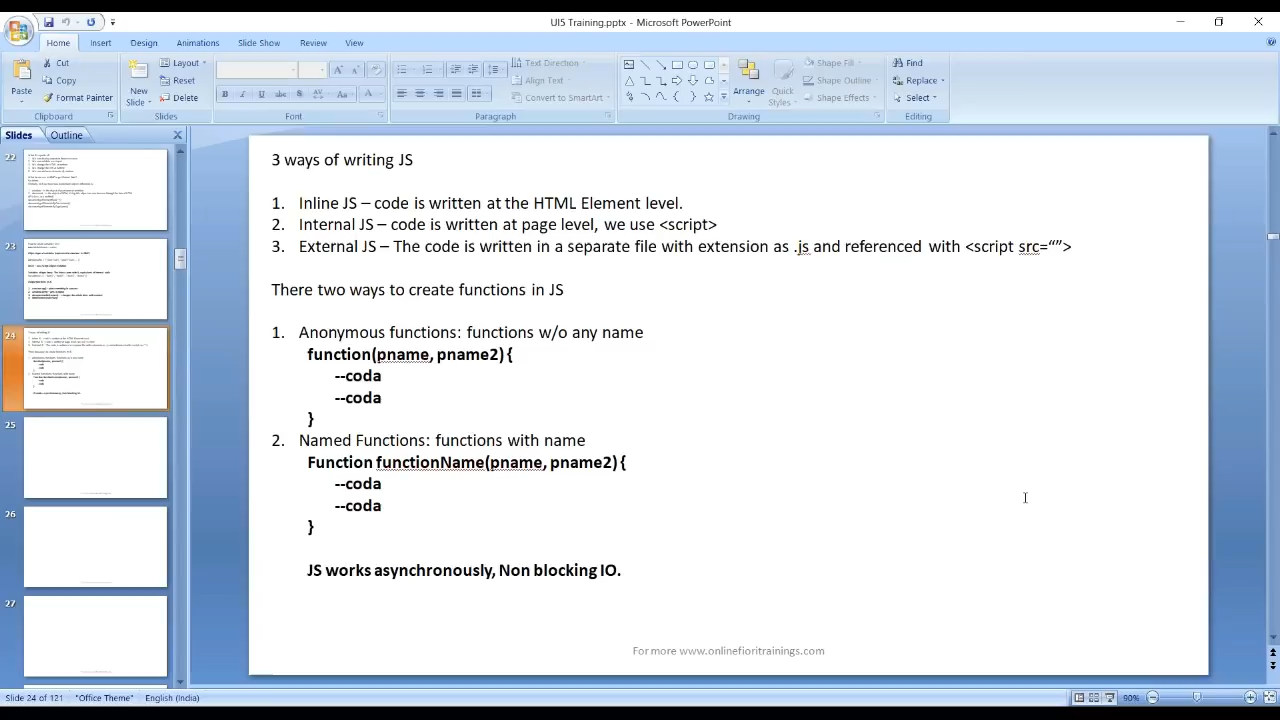 UI5 Training.pptx - Microsoft PowerPoint
Home Insert Design Animations Slide Show Review View
Paste
Cut
Copy
Format Painter
Clipboard
New Slide
Layout
Reset
Delete
Slides
Font
Paragraph
Text Direction
Align Text
Convert to SmartArt
Arrange
Quick Styles
Shape Fill
Shape Outline
Shape Effects
Drawing
Find
Replace
Select
Editing
Slides Outline
22
23
24
25
26
27
3 ways of writing JS
1. Inline JS – code is written at the HTML Element level.
2. Internal JS – code is written at page level, we use <script>
3. External JS – The code is written in a separate file with extension as .js and referenced with <script src=“”>
There two ways to create functions in JS
1. Anonymous functions: functions w/o any name
function(pname, pname2) {
--coda
--coda
}
2. Named Functions: functions with name
Function functionName(pname, pname2) {
--coda
--coda
}
JS works asynchronously, Non blocking IO.
For more www.onlinefioritrainings.com
Slide 24 of 121 "Office Theme" English (India) 90%